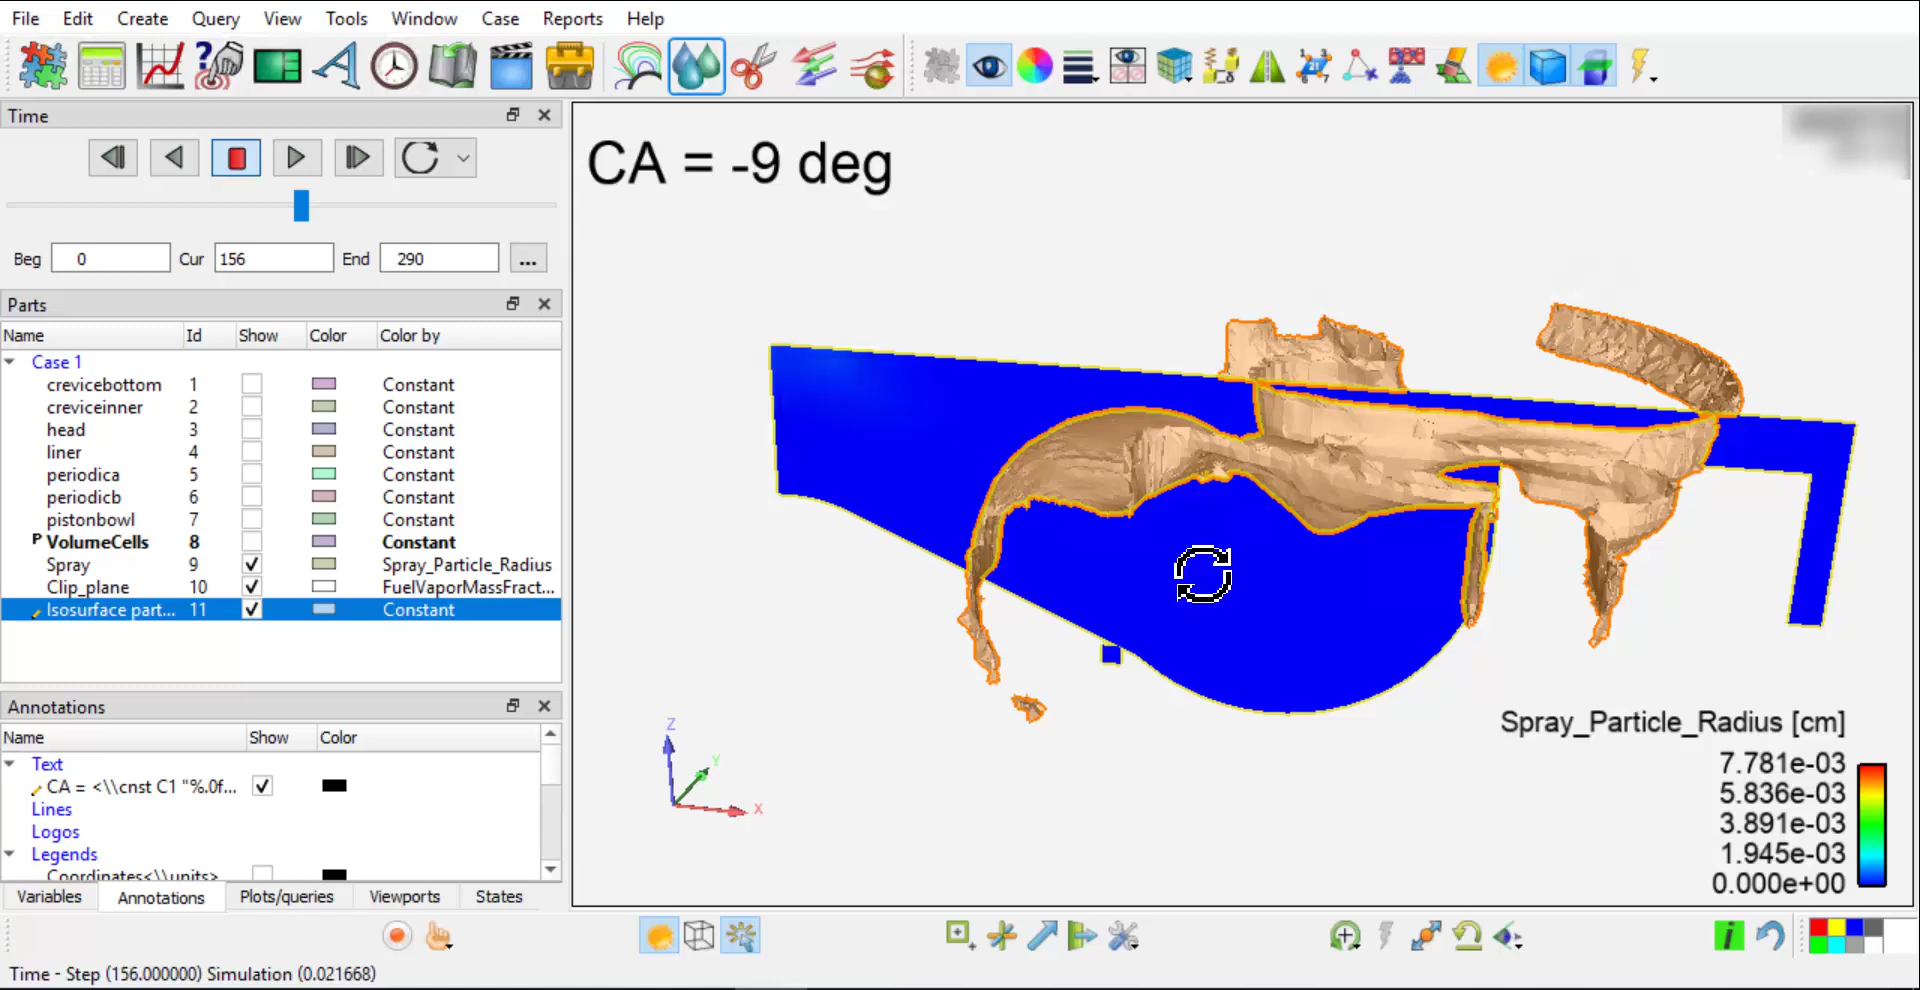 File Edit Create Query View Tools Window Case Reports Help
Time
Beg 0 Cur 156 End 290 ...
Parts
Name Id Show Color Color by
Case 1
crevicebottom 1 Constant
creviceinner 2 Constant
head 3 Constant
liner 4 Constant
periodica 5 Constant
periodicb 6 Constant
pistonbowl 7 Constant
P VolumeCells 8 Constant
Spray 9 Spray_Particle_Radius
Clip_plane 10 FuelVaporMassFract...
Isosurface part... 11 Constant
Annotations
Name Show Color
Text
CA = <\\cnst C1 "%.0f...
Lines
Logos
Legends
Coordinates<\\units>
Variables Annotations Plots/queries Viewports States
Time - Step (156.000000) Simulation (0.021668)
CA = -9 deg
Z
Y
X
Spray_Particle_Radius [cm]
7.781e-03
5.836e-03
3.891e-03
1.945e-03
0.000e+00